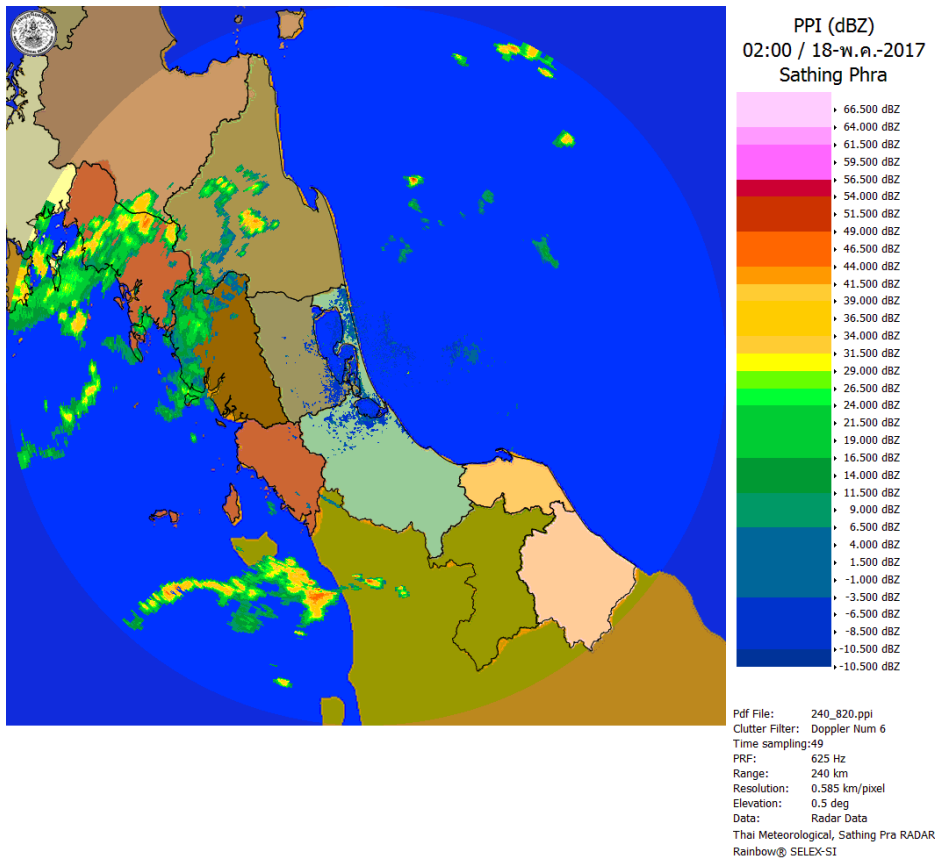 PPI (dBZ)
02:00 / 18-พ.ค.-2017
Sathing Phra
66.500 dBZ
64.000 dBZ
61.500 dBZ
59.500 dBZ
56.500 dBZ
54.000 dBZ
51.500 dBZ
49.000 dBZ
46.500 dBZ
44.000 dBZ
41.500 dBZ
39.000 dBZ
36.500 dBZ
34.000 dBZ
31.500 dBZ
29.000 dBZ
26.500 dBZ
24.000 dBZ
21.500 dBZ
19.000 dBZ
16.500 dBZ
14.000 dBZ
11.500 dBZ
9.000 dBZ
6.500 dBZ
4.000 dBZ
1.500 dBZ
-1.000 dBZ
-3.500 dBZ
-6.500 dBZ
-8.500 dBZ
-10.500 dBZ
-10.500 dBZ
Pdf File: 240_820.ppi
Clutter Filter: Doppler Num 6
Time sampling:49
PRF: 625 Hz
Range: 240 km
Resolution: 0.585 km/pixel
Elevation: 0.5 deg
Data: Radar Data
Thai Meteorological, Sathing Pra RADAR
Rainbow® SELEX-SI